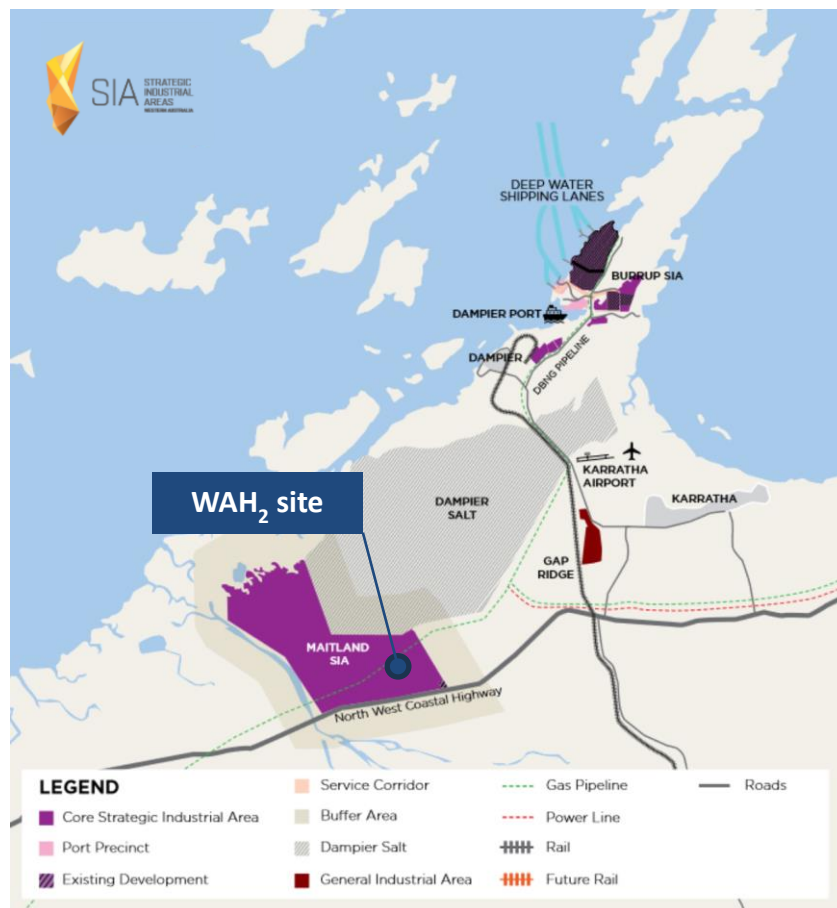 SIA
STRATEGIC
INDUSTRIAL
AREAS
WESTERN AUSTRALIA
DEEP WATER
SHIPPING LANES
BURRUP SIA
DAMPIER PORT
DAMPIER
DBNG PIPELINE
KARRATHA
AIRPORT
KARRATHA
WAH₂ site
DAMPIER
SALT
GAP
RIDGE
MAITLAND
SIA
North West Coastal Highway
LEGEND
Core Strategic Industrial Area
Port Precinct
Existing Development
Service Corridor
Buffer Area
Dampier Salt
General Industrial Area
Gas Pipeline
Power Line
Rail
Future Rail
Roads